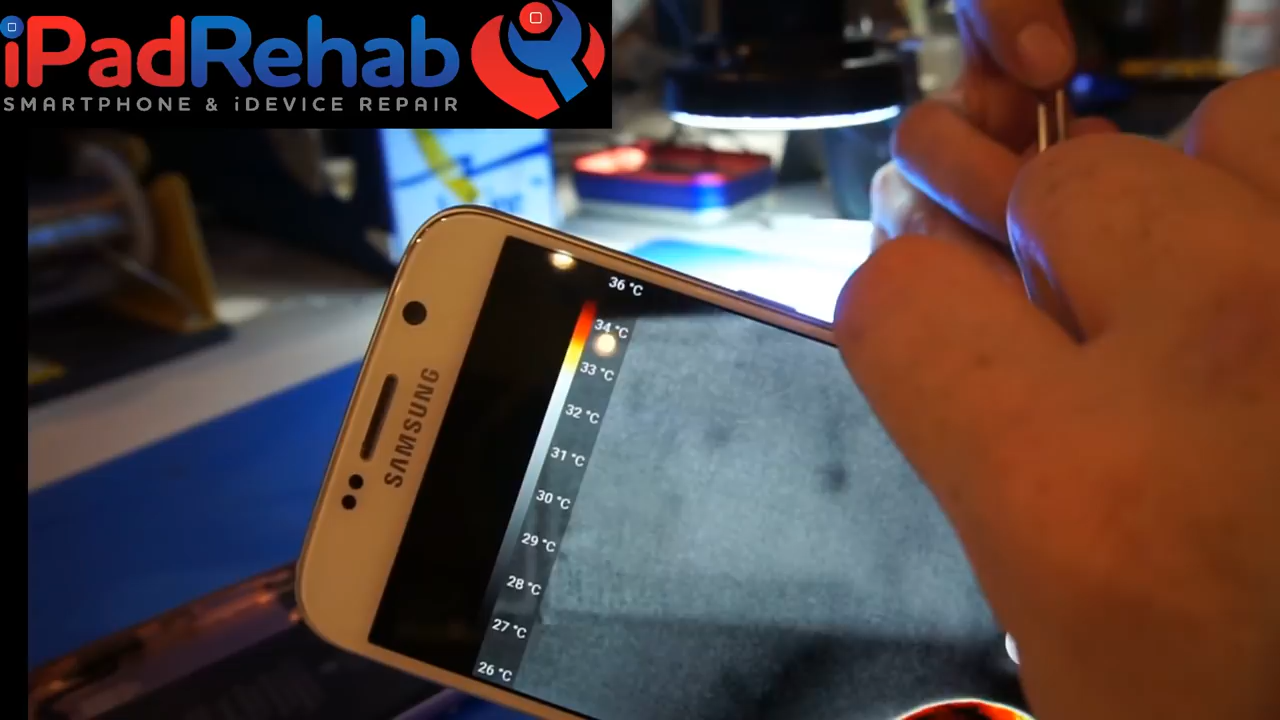 iPadRehab
SMARTPHONE & iDEVICE REPAIR
SAMSUNG
36 °C
34 °C
33 °C
32 °C
31 °C
30 °C
29 °C
28 °C
27 °C
26 °C